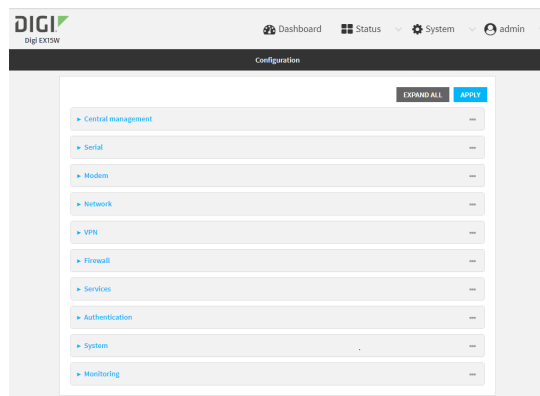 DIGI
Digi EX15W
Dashboard Status System admin
Configuration
EXPAND ALL APPLY
Central management
Serial
Modem
Network
VPN
Firewall
Services
Authentication
System
Monitoring